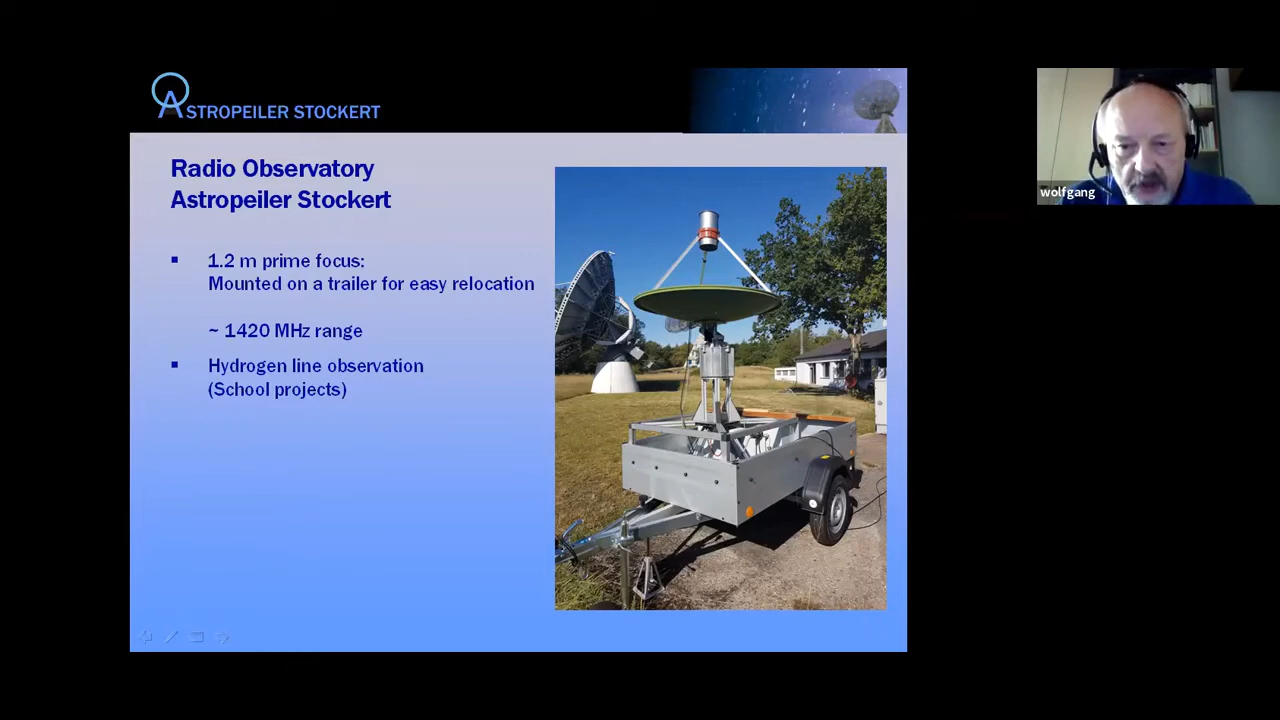 ASTROPEILER STOCKERT
Radio Observatory
Astropeiler Stockert
▪ 1.2 m prime focus:
Mounted on a trailer for easy relocation
~ 1420 MHz range
▪ Hydrogen line observation
(School projects)
wolfgang